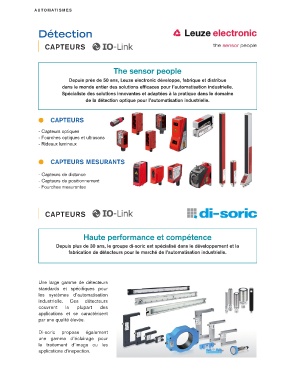 AUTOMATISMES
Détection
CAPTEURS IO-Link
Leuze electronic
the sensor people
The sensor people
Depuis près de 50 ans, Leuze electronic développe, fabrique et distribue
dans le monde entier des solutions efficaces pour l'automatisation industrielle.
Spécialiste des solutions innovantes et adaptées à la pratique dans le domaine
de la détection optique pour l'automatisation industrielle.
CAPTEURS
- Capteurs optiques
- Fourches optiques et ultrasons
- Rideaux lumineux
CAPTEURS MESURANTS
- Capteurs de distance
- Capteurs de positionnement
- Fourches mesurantes
CAPTEURS IO-Link
di-soric
Haute performance et compétence
Depuis plus de 30 ans, le groupe di-soric est spécialisé dans le développement et la
fabrication de détecteurs pour le marché de l'automatisation industrielle.
Une large gamme de détecteurs
standards et spécifiques pour
les systèmes d'automatisation
industrielle. Ces détecteurs
couvrent la plupart des
applications et se caractérisent
par une qualité élevée.
Di-soric propose également
une gamme d'éclairage pour
le traitement d'image ou les
applications d'inspection.